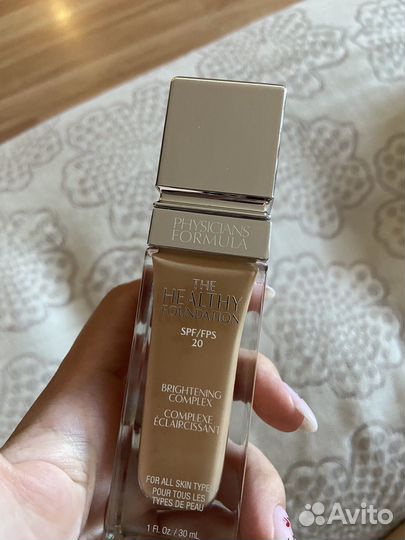 PHYSICIANS
FORMULA
THE
HEALTHY
FOUNDATION
SPF/FPS
20
BRIGHTENING
COMPLEX
COMPLEXE
ÉCLAIRCISSANT
FOR ALL SKIN TYPES
POUR TOUS LES
TYPES DE PEAU
1 Fl. Oz / 30 mL
Avito